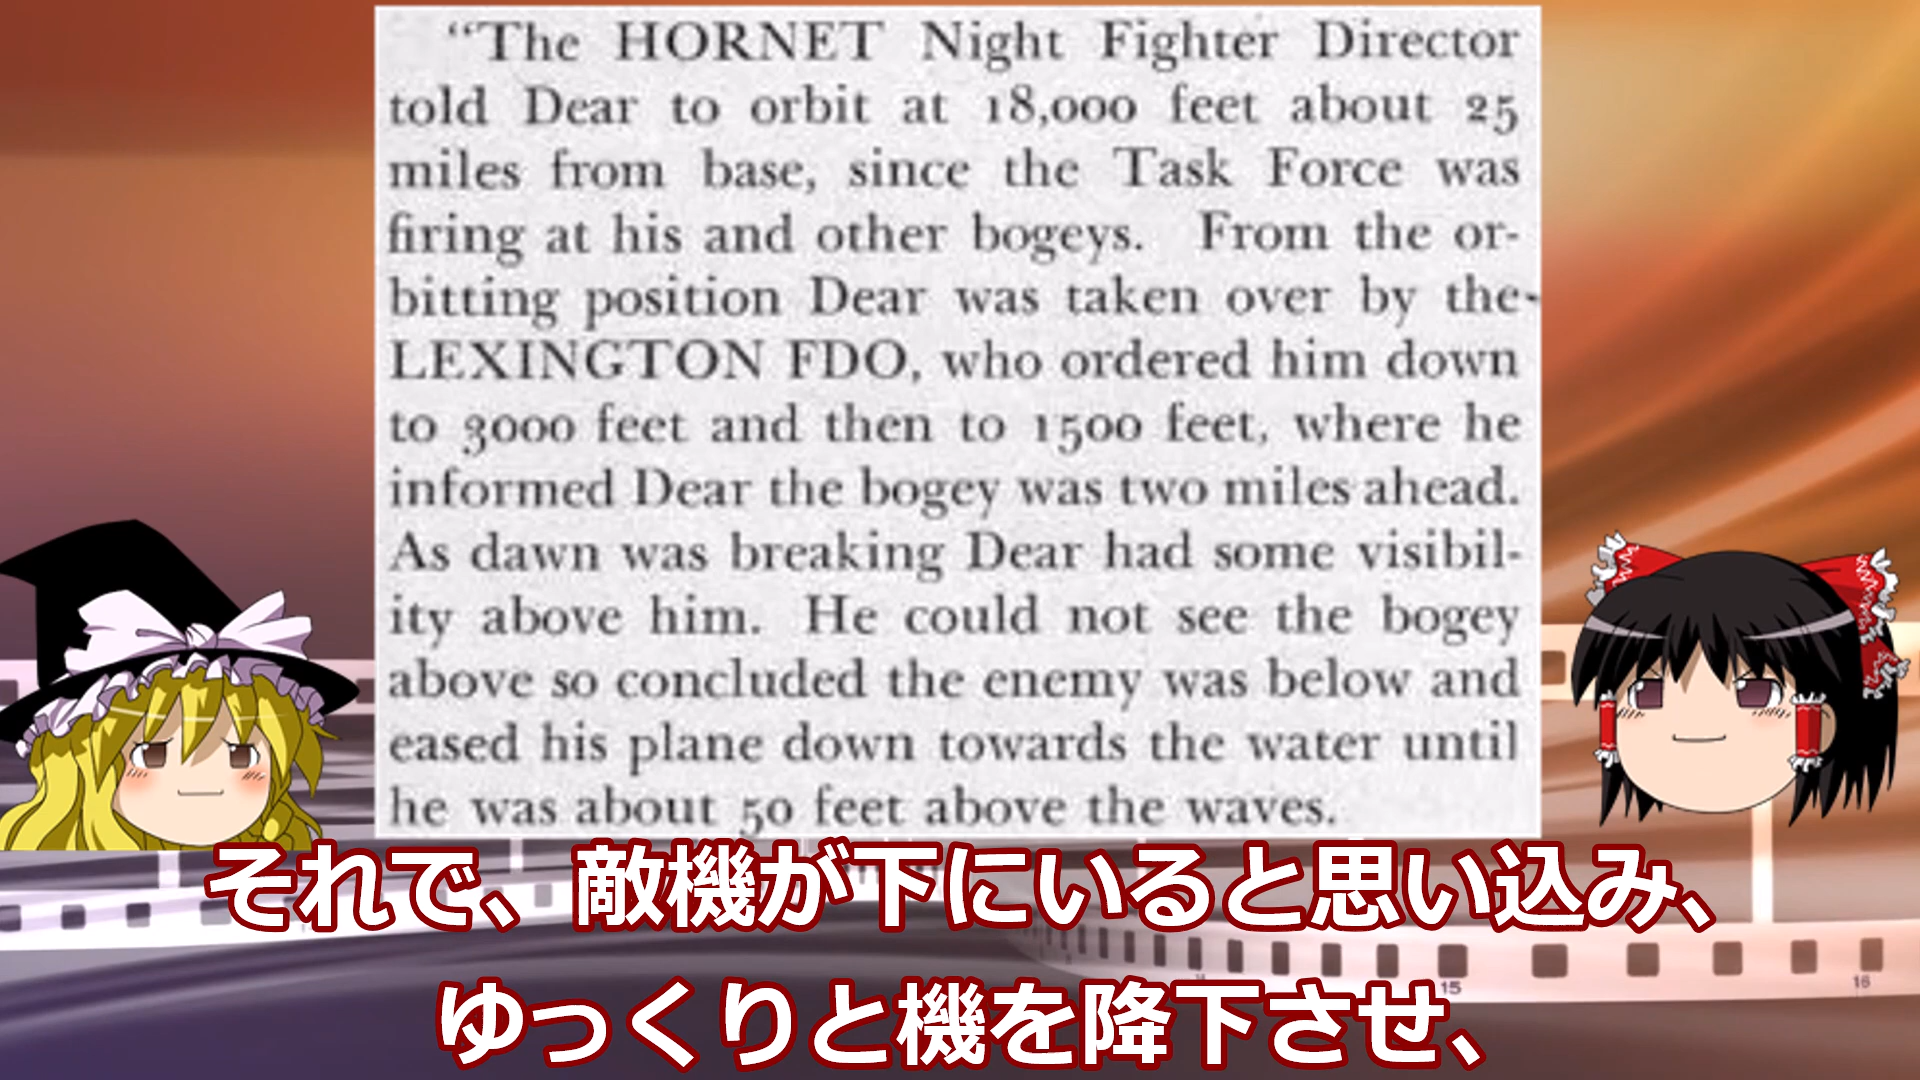 “The HORNET Night Fighter Director
told Dear to orbit at 18,000 feet about 25
miles from base, since the Task Force was
firing at his and other bogeys. From the or-
bitting position Dear was taken over by the
LEXINGTON FDO, who ordered him down
to 3000 feet and then to 1500 feet, where he
informed Dear the bogey was two miles ahead.
As dawn was breaking Dear had some visibil-
ity above him. He could not see the bogey
above so concluded the enemy was below and
eased his plane down towards the water until
he was about 50 feet above the waves.
それで、敵機が下にいると思い込み、
ゆっくりと機を降下させ、
15
16